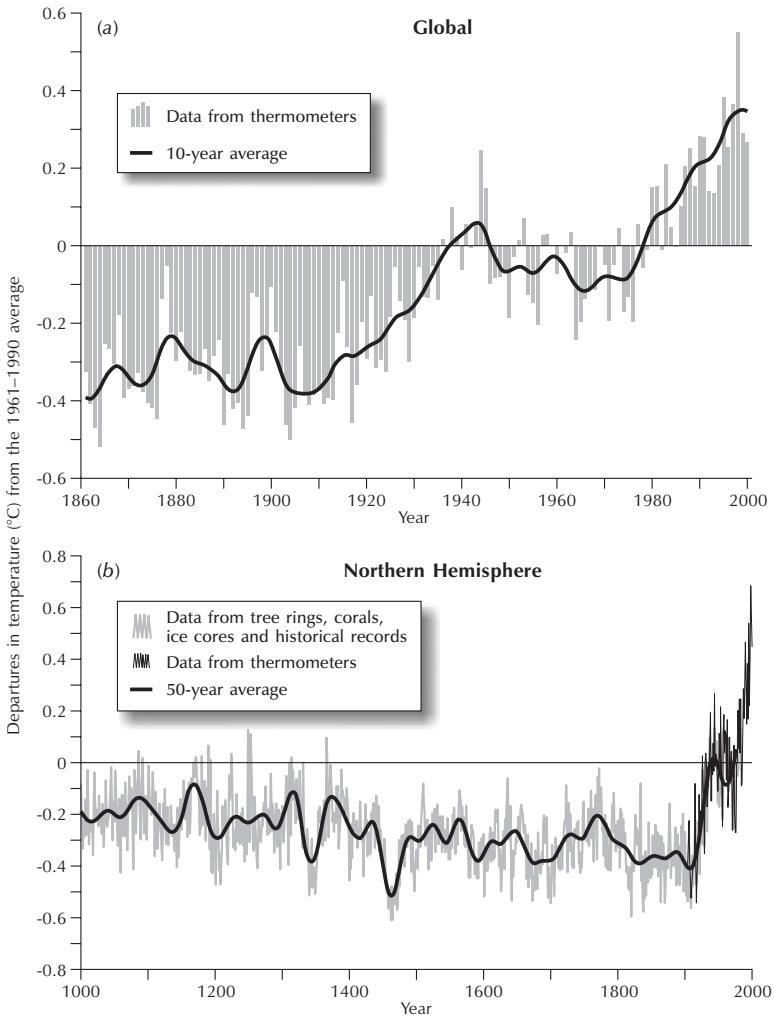 Departures in temperature (°C) from the 1961–1990 average
(a)
Global
0.6
0.4
0.2
0
-0.2
-0.4
-0.6
Data from thermometers
10-year average
1860 1880 1900 1920 1940 1960 1980 2000
Year
(b)
Northern Hemisphere
0.8
0.6
0.4
0.2
0
-0.2
-0.4
-0.6
-0.8
Data from tree rings, corals,
ice cores and historical records
Data from thermometers
50-year average
1000 1200 1400 1600 1800 2000
Year